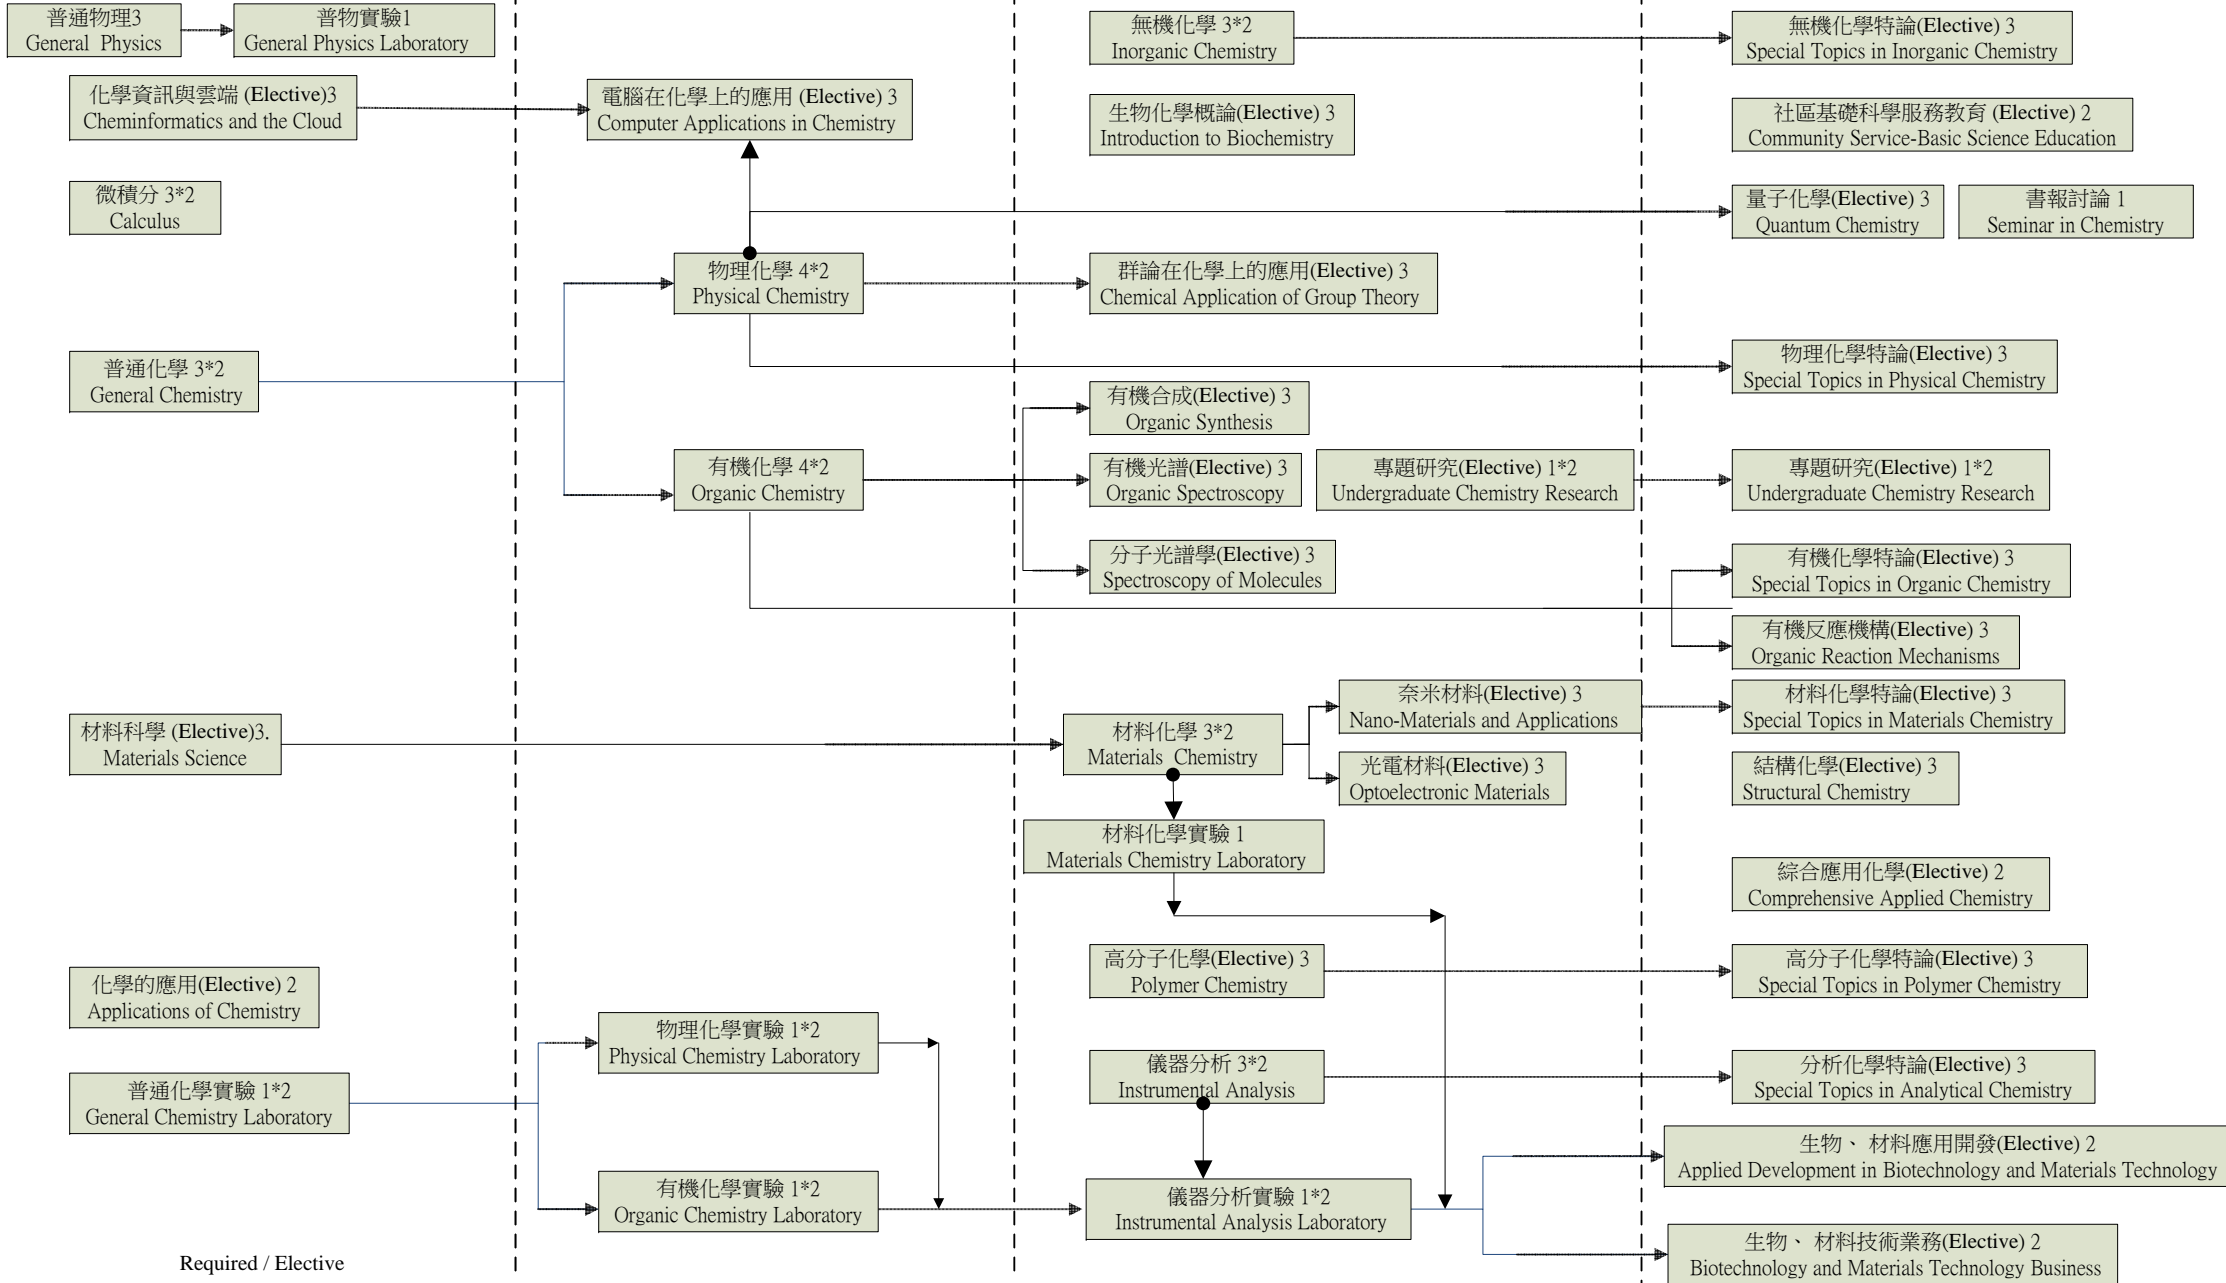 普通物理3
General Physics
普物實驗1
General Physics Laboratory
化學資訊與雲端 (Elective)3
Cheminformatics and the Cloud
微積分 3*2
Calculus
普通化學 3*2
General Chemistry
材料科學 (Elective)3.
Materials Science
化學的應用(Elective) 2
Applications of Chemistry
普通化學實驗 1*2
General Chemistry Laboratory
Required / Elective
電腦在化學上的應用 (Elective) 3
Computer Applications in Chemistry
物理化學 4*2
Physical Chemistry
有機化學 4*2
Organic Chemistry
物理化學實驗 1*2
Physical Chemistry Laboratory
有機化學實驗 1*2
Organic Chemistry Laboratory
無機化學 3*2
Inorganic Chemistry
生物化學概論(Elective) 3
Introduction to Biochemistry
群論在化學上的應用(Elective) 3
Chemical Application of Group Theory
有機合成(Elective) 3
Organic Synthesis
有機光譜(Elective) 3
Organic Spectroscopy
專題研究(Elective) 1*2
Undergraduate Chemistry Research
分子光譜學(Elective) 3
Spectroscopy of Molecules
材料化學 3*2
Materials Chemistry
奈米材料(Elective) 3
Nano-Materials and Applications
光電材料(Elective) 3
Optoelectronic Materials
材料化學實驗 1
Materials Chemistry Laboratory
高分子化學(Elective) 3
Polymer Chemistry
儀器分析 3*2
Instrumental Analysis
儀器分析實驗 1*2
Instrumental Analysis Laboratory
無機化學特論(Elective) 3
Special Topics in Inorganic Chemistry
社區基礎科學服務教育 (Elective) 2
Community Service-Basic Science Education
量子化學(Elective) 3
Quantum Chemistry
書報討論 1
Seminar in Chemistry
物理化學特論(Elective) 3
Special Topics in Physical Chemistry
專題研究(Elective) 1*2
Undergraduate Chemistry Research
有機化學特論(Elective) 3
Special Topics in Organic Chemistry
有機反應機構(Elective) 3
Organic Reaction Mechanisms
材料化學特論(Elective) 3
Special Topics in Materials Chemistry
結構化學(Elective) 3
Structural Chemistry
綜合應用化學(Elective) 2
Comprehensive Applied Chemistry
高分子化學特論(Elective) 3
Special Topics in Polymer Chemistry
分析化學特論(Elective) 3
Special Topics in Analytical Chemistry
生物、 材料應用開發(Elective) 2
Applied Development in Biotechnology and Materials Technology
生物、 材料技術業務(Elective) 2
Biotechnology and Materials Technology Business